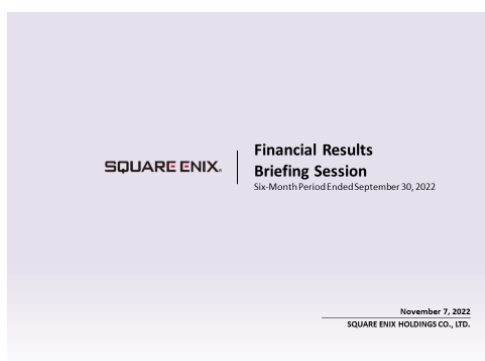 SQUARE ENIX.
Financial Results
Briefing Session
Six-Month Period Ended September 30, 2022
November 7, 2022
SQUARE ENIX HOLDINGS CO., LTD.